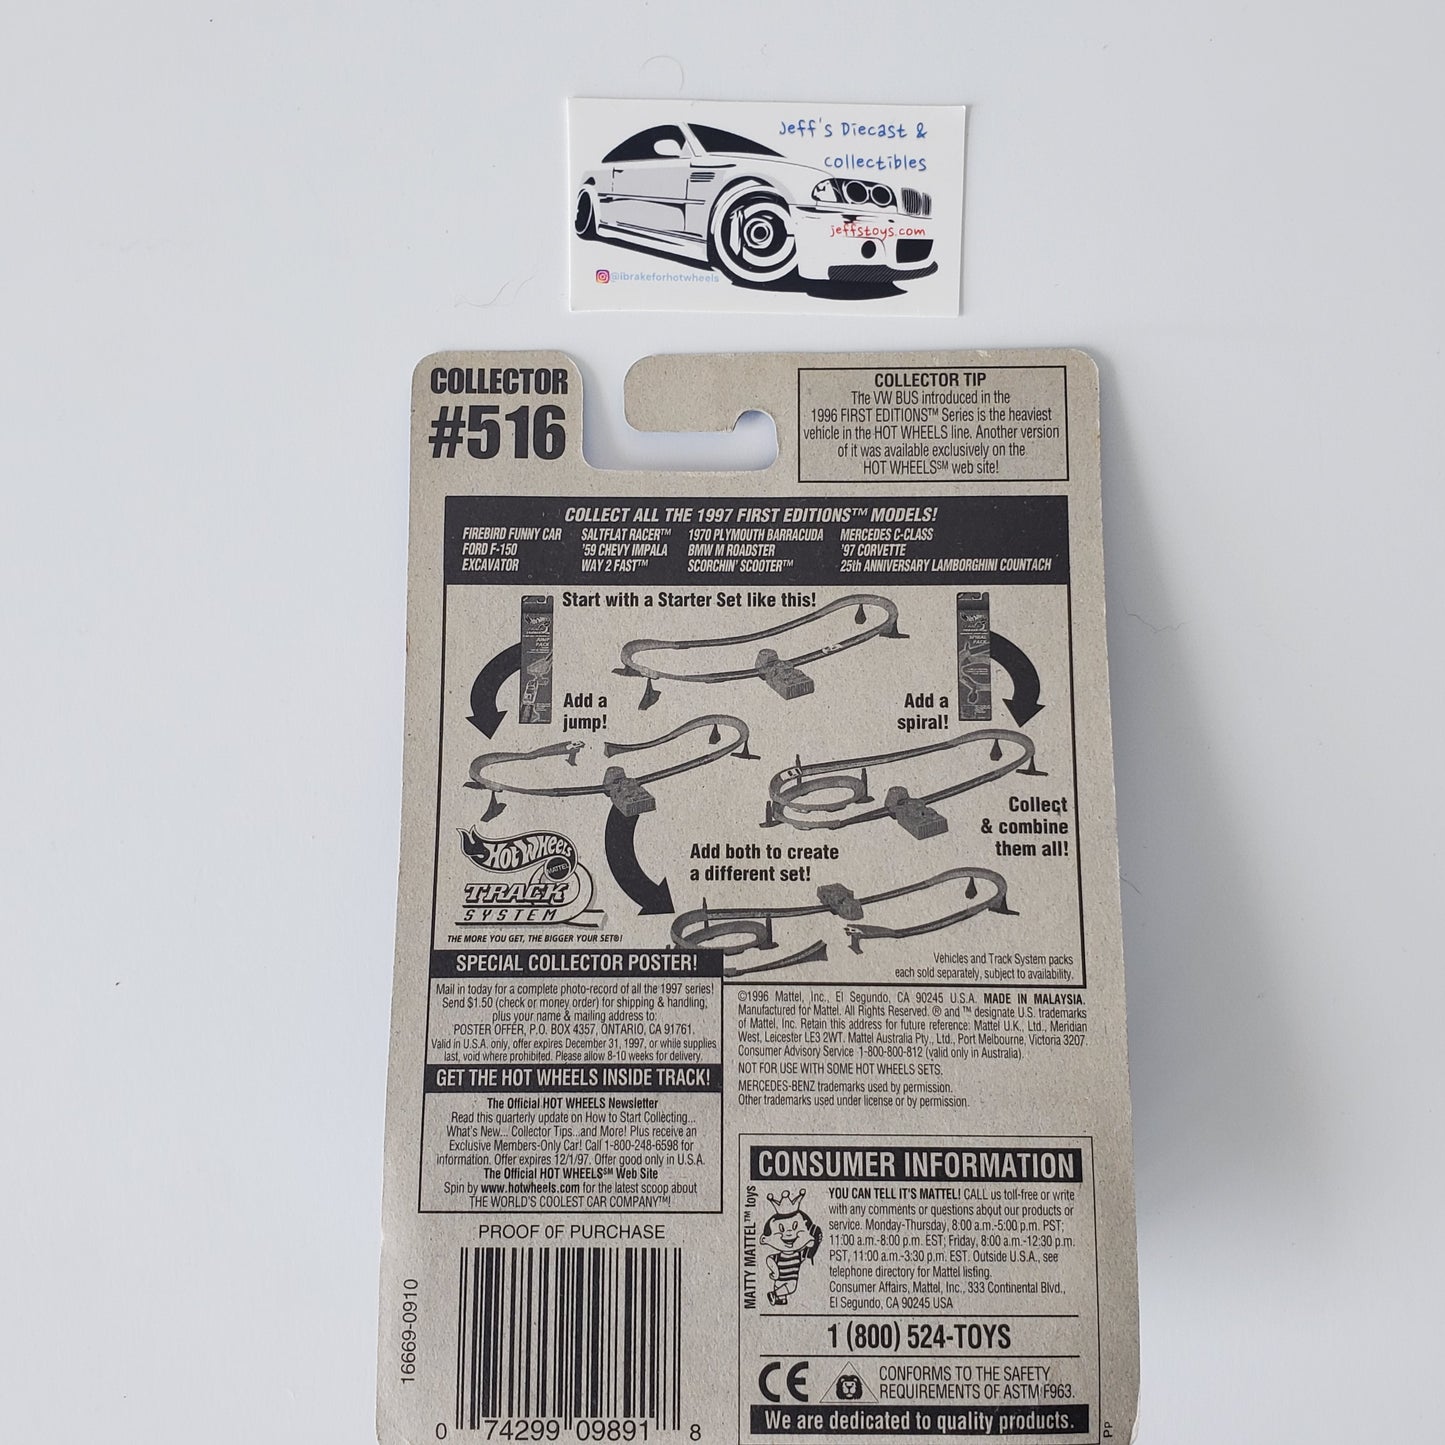 Jeff's Diecast &
collectibles
jeffstoys.com
@ibrakeforhotwheels
COLLECTOR
#516
COLLECTOR TIP
The VW BUS introduced in the
1996 FIRST EDITIONS™ Series is the heaviest
vehicle in the HOT WHEELS line. Another version
of it was available exclusively on the
HOT WHEELS℠ web site!
COLLECT ALL THE 1997 FIRST EDITIONS™ MODELS!
FIREBIRD FUNNY CAR SALTFLAT RACER™ 1970 PLYMOUTH BARRACUDA MERCEDES C-CLASS
FORD F-150 '59 CHEVY IMPALA BMW M ROADSTER '97 CORVETTE
EXCAVATOR WAY 2 FAST™ SCORCHIN' SCOOTER™ 25th ANNIVERSARY LAMBORGHINI COUNTACH
Start with a Starter Set like this!
Add a
jump!
Add a
spiral!
Collect
& combine
them all!
Add both to create
a different set!
Hot Wheels
MATTEL
TRACK
SYSTEM
THE MORE YOU GET, THE BIGGER YOUR SET®!
Vehicles and Track System packs
each sold separately, subject to availability.
SPECIAL COLLECTOR POSTER!
Mail in today for a complete photo-record of all the 1997 series!
Send $1.50 (check or money order) for shipping & handling,
plus your name & mailing address to:
POSTER OFFER, P.O. BOX 4357, ONTARIO, CA 91761.
Valid in U.S.A. only, offer expires December 31, 1997, or while supplies
last, void where prohibited. Please allow 8-10 weeks for delivery.
GET THE HOT WHEELS INSIDE TRACK!
The Official HOT WHEELS Newsletter
Read this quarterly update on How to Start Collecting...
What's New... Collector Tips...and More! Plus receive an
Exclusive Members-Only Car! Call 1-800-248-6598 for
information. Offer expires 12/1/97. Offer good only in U.S.A.
The Official HOT WHEELS℠ Web Site
Spin by www.hotwheels.com for the latest scoop about
THE WORLD'S COOLEST CAR COMPANY™!
©1996 Mattel, Inc., El Segundo, CA 90245 U.S.A. MADE IN MALAYSIA.
Manufactured for Mattel. All Rights Reserved. ® and ™ designate U.S. trademarks
of Mattel, Inc. Retain this address for future reference: Mattel U.K., Ltd., Meridian
West, Leicester LE3 2WT. Mattel Australia Pty., Ltd., Port Melbourne, Victoria 3207.
Consumer Advisory Service 1-800-800-812 (valid only in Australia).
NOT FOR USE WITH SOME HOT WHEELS SETS.
MERCEDES-BENZ trademarks used by permission.
Other trademarks used under license or by permission.
CONSUMER INFORMATION
MATTY MATTEL™ toys
YOU CAN TELL IT'S MATTEL! CALL us toll-free or write
with any comments or questions about our products or
service. Monday-Thursday, 8:00 a.m.-5:00 p.m. PST;
11:00 a.m.-8:00 p.m. EST; Friday, 8:00 a.m.-12:30 p.m.
PST, 11:00 a.m.-3:30 p.m. EST. Outside U.S.A., see
telephone directory for Mattel listing.
Consumer Affairs, Mattel, Inc., 333 Continental Blvd.,
El Segundo, CA 90245 USA
1 (800) 524-TOYS
CE
CONFORMS TO THE SAFETY
REQUIREMENTS OF ASTM F963.
We are dedicated to quality products.
PP
PROOF OF PURCHASE
16669-0910
0 74299 09891 8